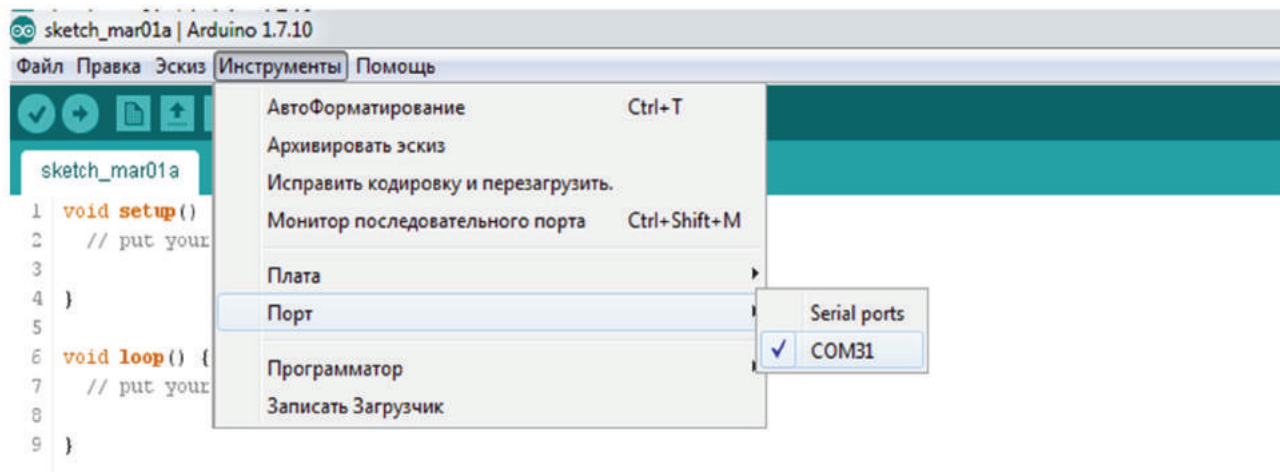 sketch_mar01a | Arduino 1.7.10
Файл Правка Эскиз Инструменты Помощь
АвтоФорматирование Ctrl+T
Архивировать эскиз
Исправить кодировку и перезагрузить.
Монитор последовательного порта Ctrl+Shift+M
Плата
Порт
Serial ports
COM31
Программатор
Записать Загрузчик
sketch_mar01a
1 void setup()
2 // put your
3
4 }
5
6 void loop() {
7 // put your
8
9 }